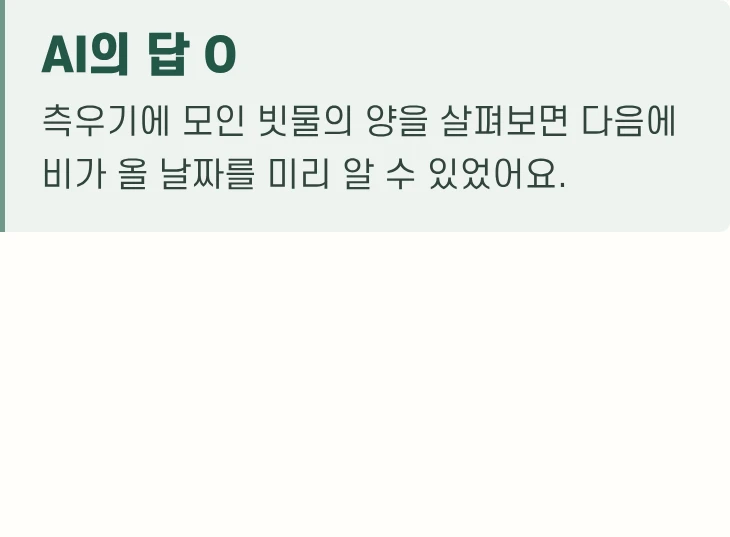 AI의 답 O
측우기에 모인 빗물의 양을 살펴보면 다음에
비가 올 날짜를 미리 알 수 있었어요.